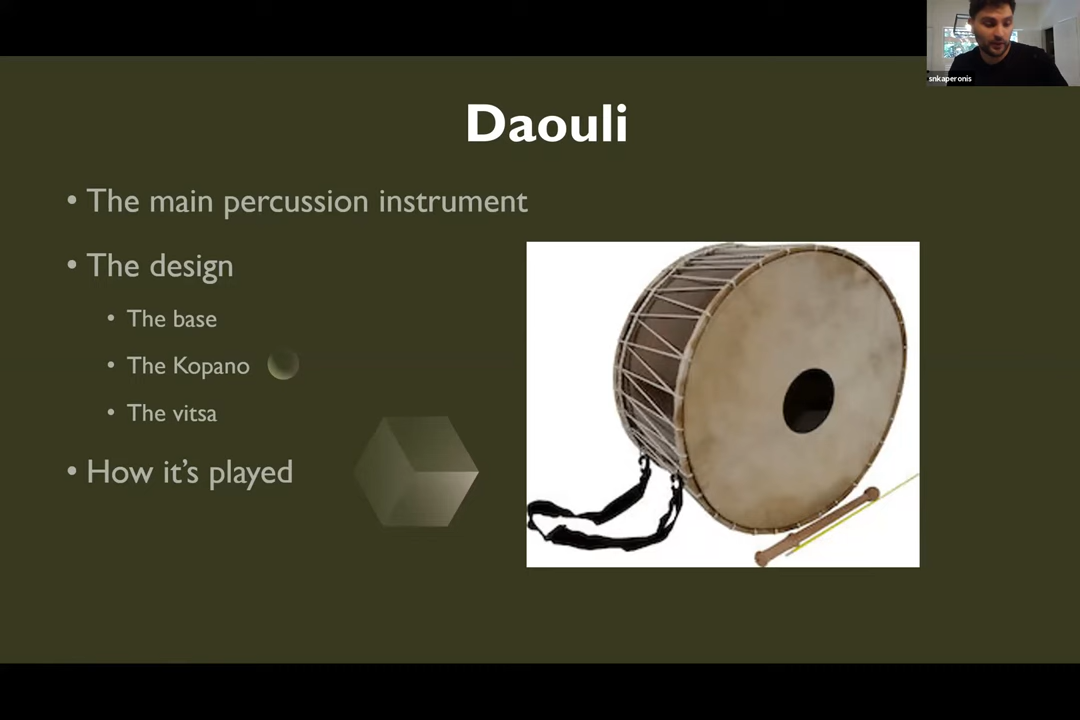 snkaperonis
Daouli
• The main percussion instrument
• The design
• The base
• The Kopano
• The vitsa
• How it's played